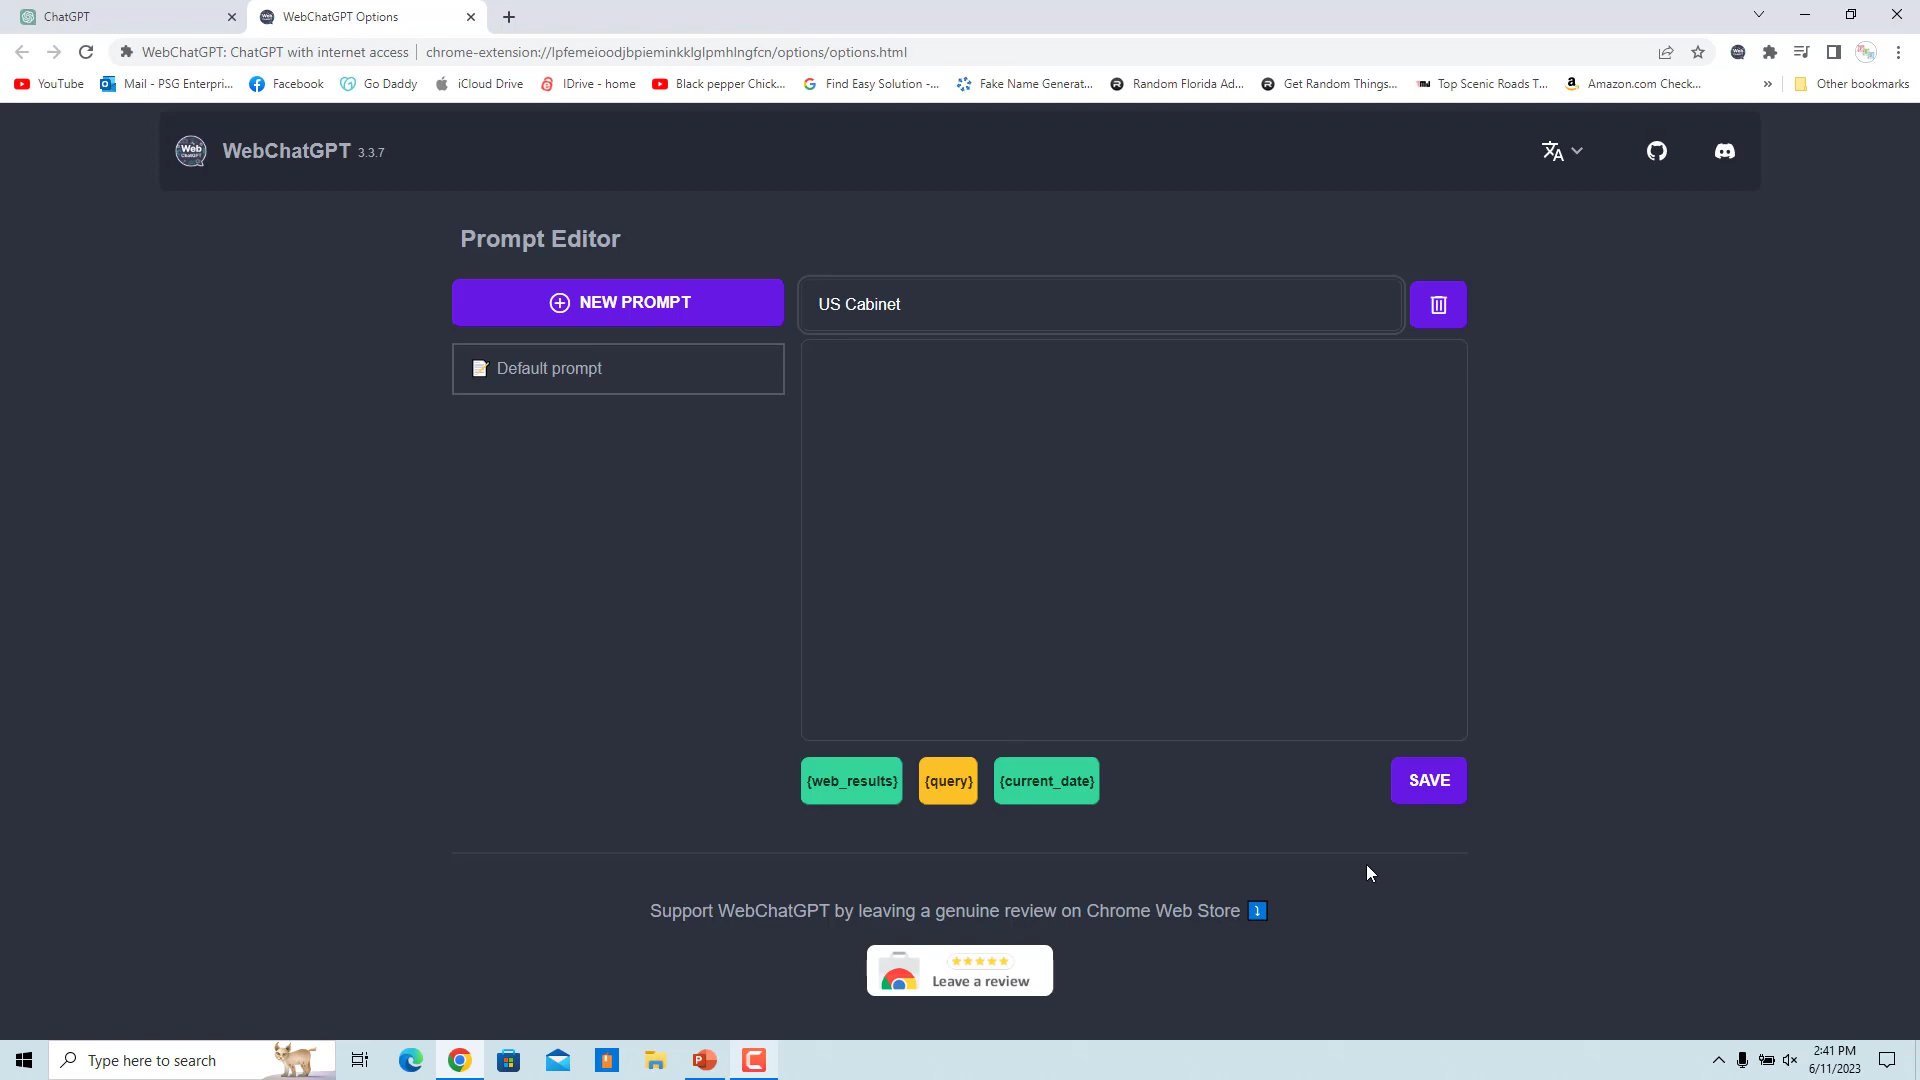 ChatGPT
WebChatGPT Options
WebChatGPT: ChatGPT with internet access
chrome-extension://lpfemeioodjbpieminkklglpmhlngfcn/options/options.html
YouTube
Mail - PSG Enterpri...
Facebook
Go Daddy
iCloud Drive
IDrive - home
Black pepper Chick...
Find Easy Solution -...
Fake Name Generat...
Random Florida Ad...
Get Random Things...
Top Scenic Roads T...
Amazon.com Check...
»
Other bookmarks
WebChatGPT 3.3.7
Prompt Editor
NEW PROMPT
US Cabinet
Default prompt
{web_results}
{query}
{current_date}
SAVE
Support WebChatGPT by leaving a genuine review on Chrome Web Store
Leave a review
Type here to search
2:41 PM
6/11/2023